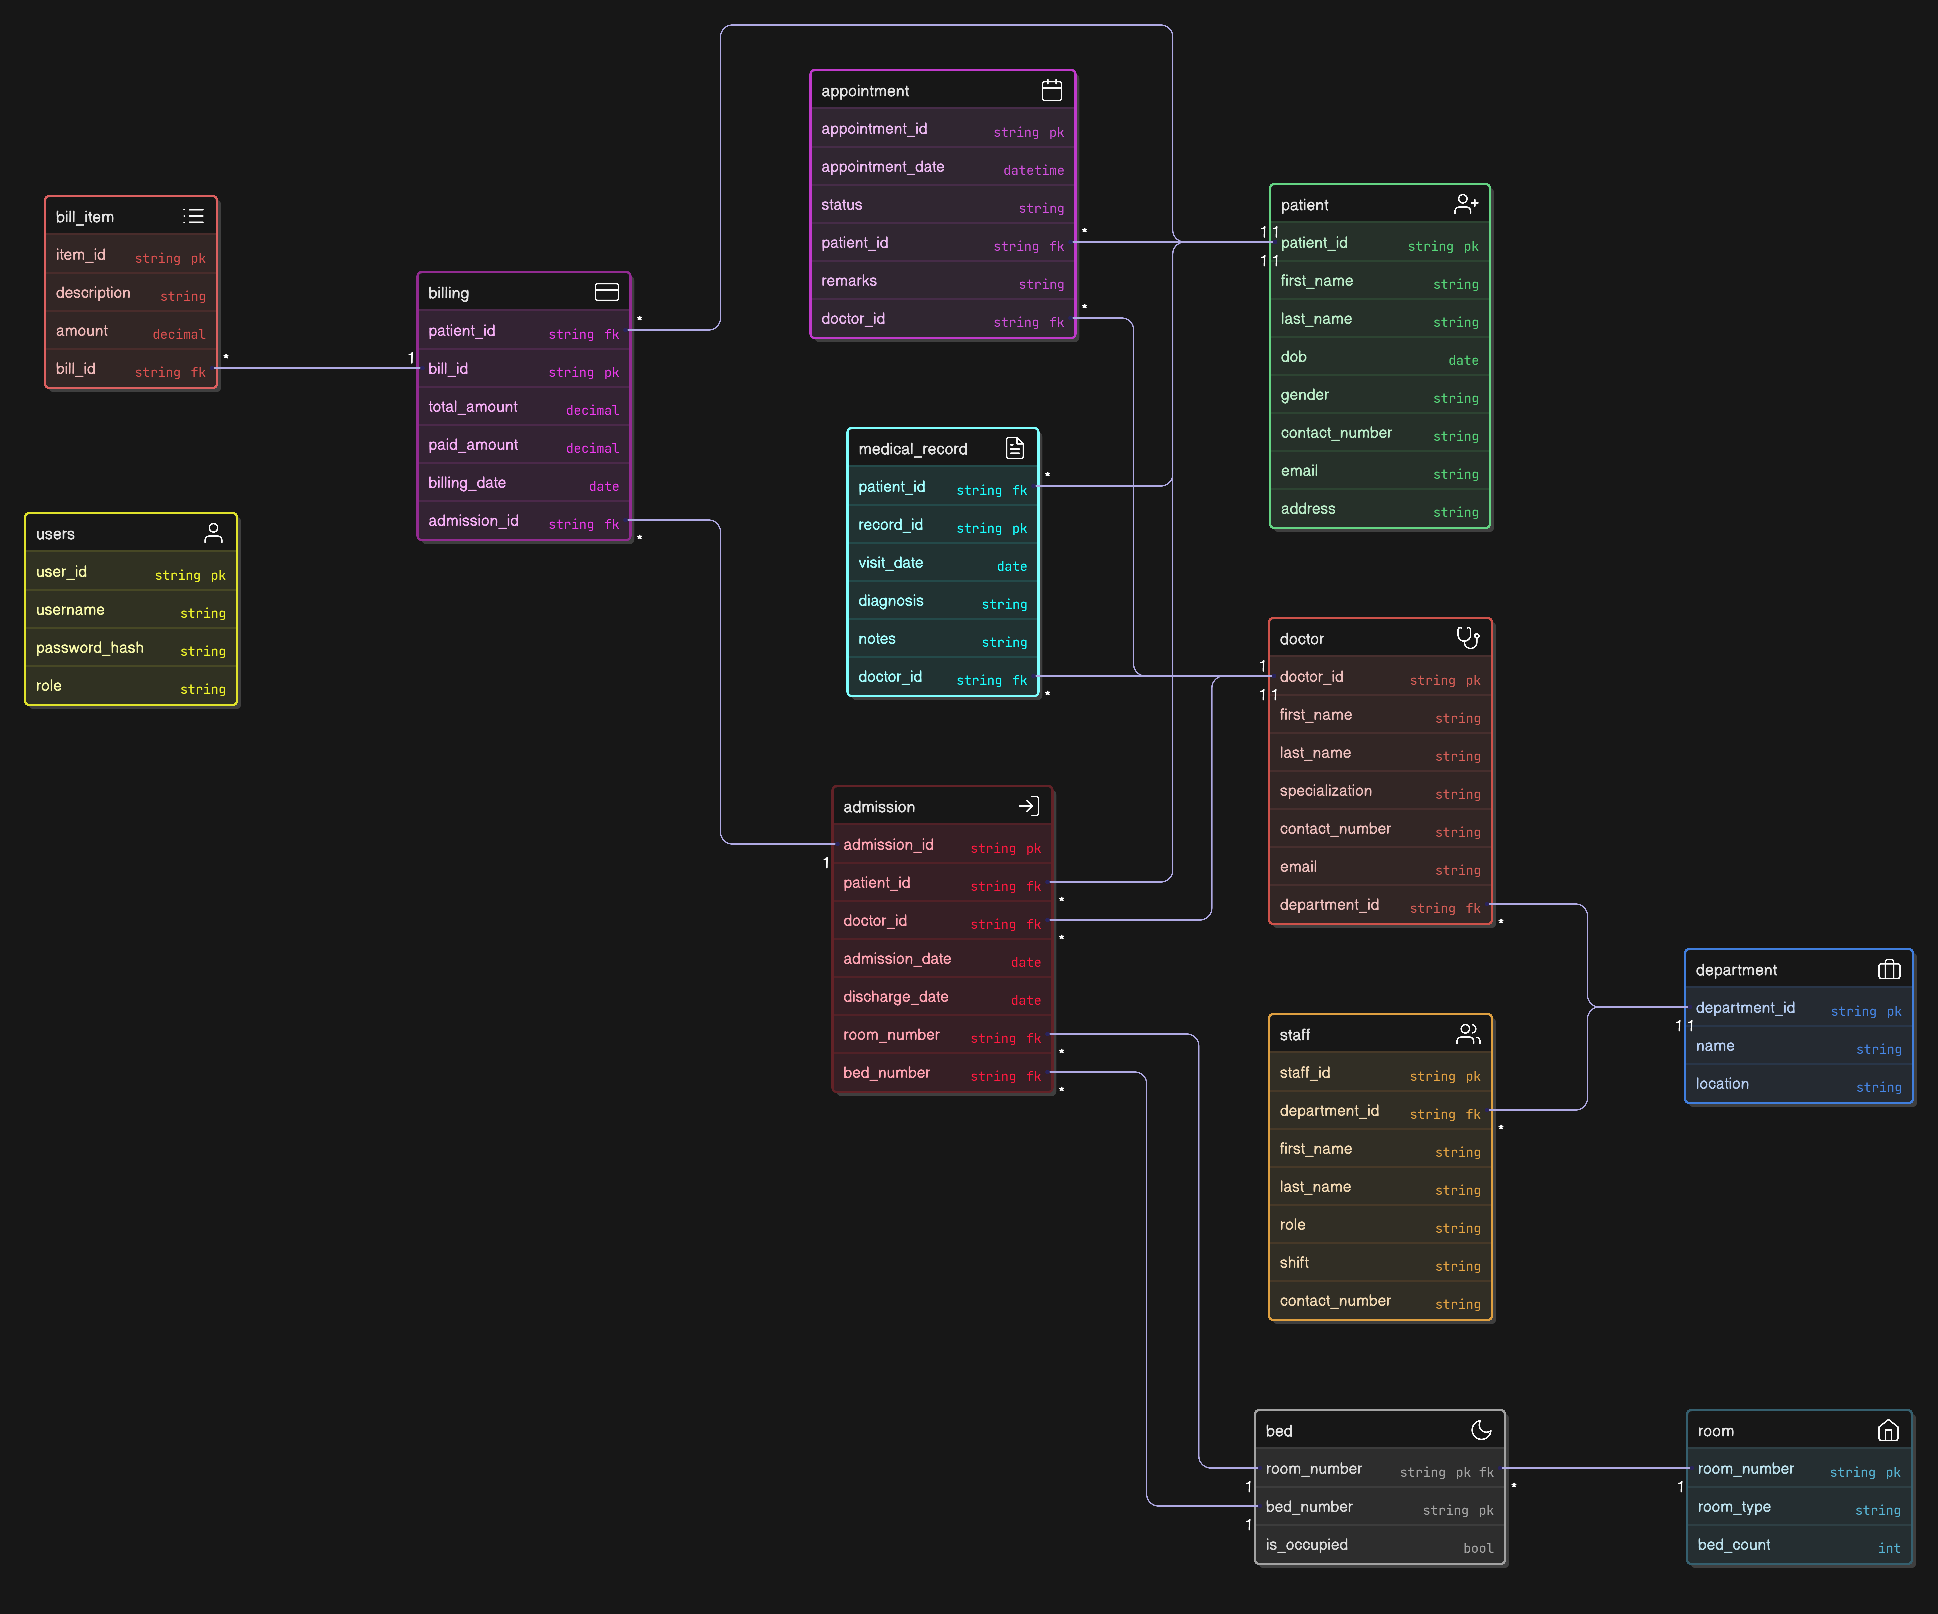 appointment
appointment_id string pk
appointment_date datetime
status string
patient_id string fk
remarks string
doctor_id string fk
*
*
bill_item
item_id string pk
description string
amount decimal
bill_id string fk
*
1
billing
patient_id string fk
bill_id string pk
total_amount decimal
paid_amount decimal
billing_date date
admission_id string fk
*
*
patient
patient_id string pk
first_name string
last_name string
dob date
gender string
contact_number string
email string
address string
1 1
1 1
users
user_id string pk
username string
password_hash string
role string
medical_record
patient_id string fk
record_id string pk
visit_date date
diagnosis string
notes string
doctor_id string fk
*
*
doctor
doctor_id string pk
first_name string
last_name string
specialization string
contact_number string
email string
department_id string fk
1
1 1
*
admission
admission_id string pk
patient_id string fk
doctor_id string fk
admission_date date
discharge_date date
room_number string fk
bed_number string fk
1
*
*
*
*
department
department_id string pk
name string
location string
1 1
staff
staff_id string pk
department_id string fk
first_name string
last_name string
role string
shift string
contact_number string
*
bed
room_number string pk fk
bed_number string pk
is_occupied bool
1
1
*
room
room_number string pk
room_type string
bed_count int
1